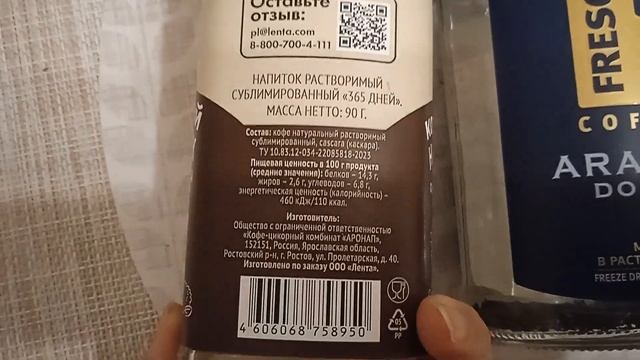 Оставьте
отзыв:
pl@lenta.com
8-800-700-4-111
НАПИТОК РАСТВОРИМЫЙ
СУБЛИМИРОВАННЫЙ «365 ДНЕЙ».
МАССА НЕТТО: 90 Г.
Состав: кофе натуральный растворимый
сублимированный, cascara (каскара).
ТУ 10.83.12-034-22085818-2023
Пищевая ценность в 100 г продукта
(средние значения): белков – 14,3 г,
жиров – 2,6 г, углеводов – 6,8 г,
энергетическая ценность (калорийность) –
460 кДж/110 ккал.
Изготовитель:
Общество с ограниченной ответственностью
«Кофе-цикорный комбинат «АРОНАП»,
152151, Россия, Ярославская область,
Ростовский р-н, г. Ростов, ул. Пролетарская, д. 40.
Изготовлено по заказу ООО «Лента».
4 606068 758950
05
PP
FRESCO
COF
ARA
DO
В РАСТ
FREEZE DR